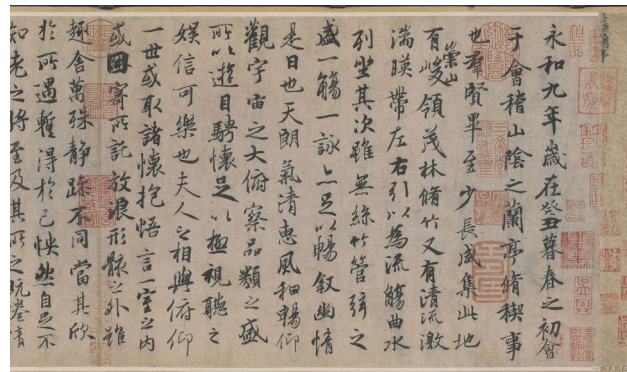 永和九年歲在癸丑暮春之初會
于會稽山陰之蘭亭脩稧事
也羣賢畢至少長咸集此地
有崇山峻領茂林脩竹又有清流激
湍暎帶左右引以為流觴曲水
列坐其次雖無絲竹管弦之
盛一觴一詠亦足以暢叙幽情
是日也天朗氣清惠風和暢仰
觀宇宙之大俯察品類之盛
所以遊目騁懷足以極視聽之
娛信可樂也夫人之相與俯仰
一世或取諸懷抱悟言一室之內
或因寄所託放浪形骸之外雖
趣舍萬殊靜躁不同當其欣
於所遇暫得於己怏然自足不
知老之將至及其所之既惓情